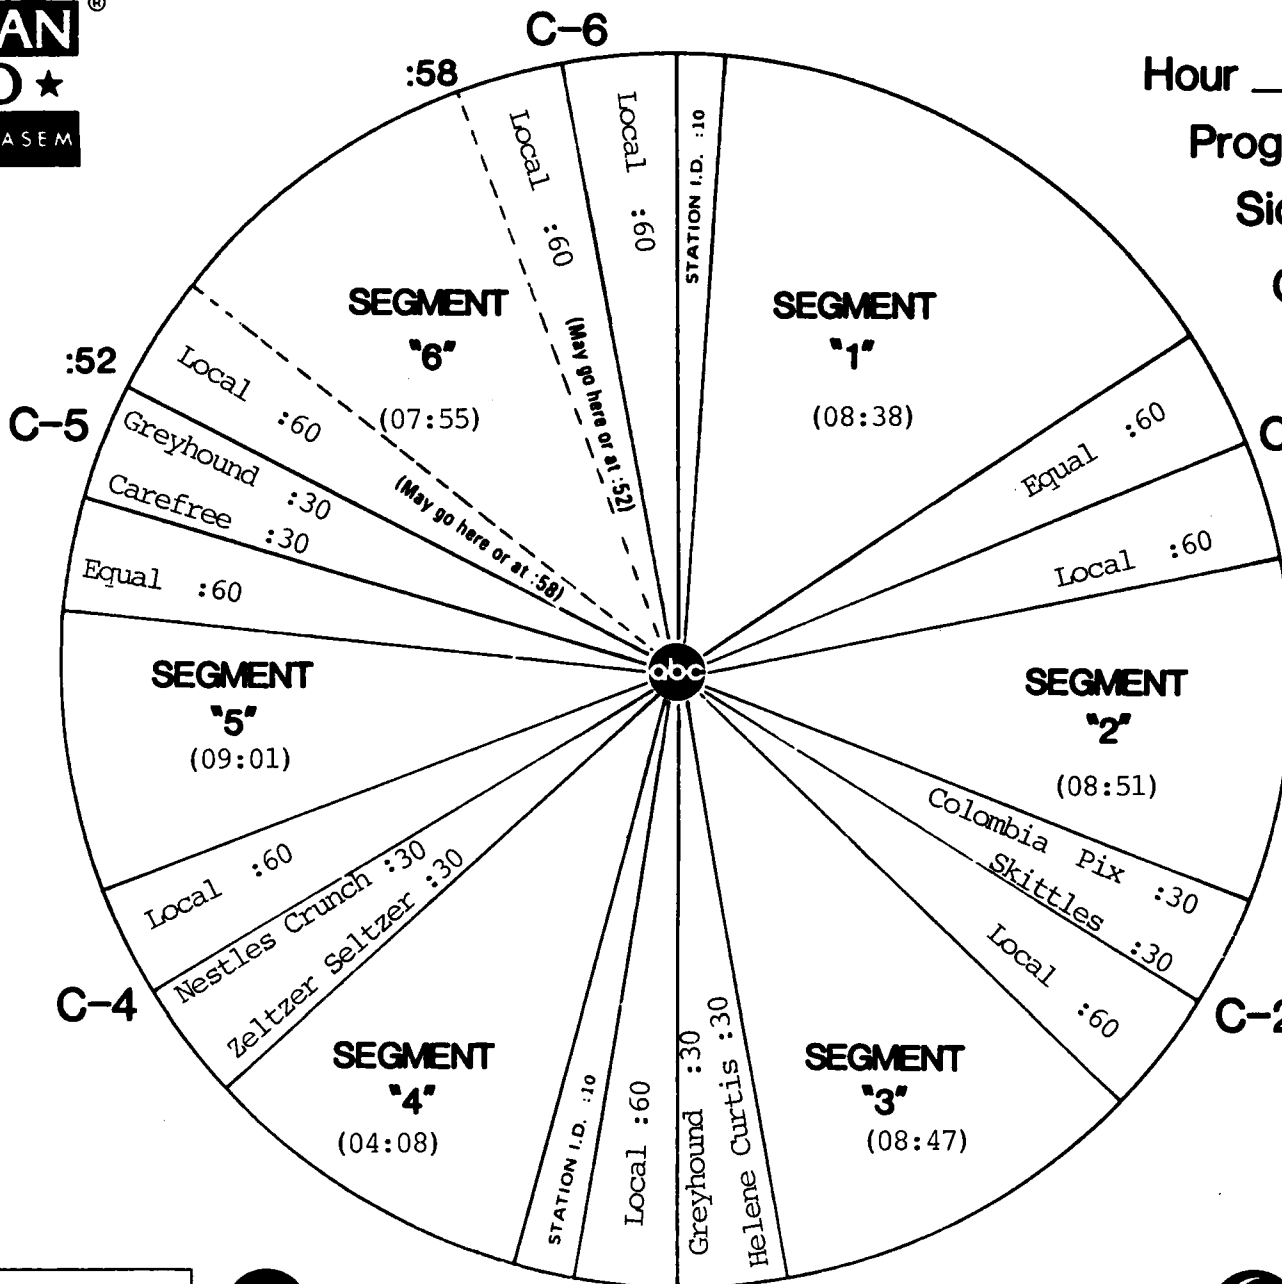 AN
®
D ★
ASEM
Hour
Prog
C-6
:58
Local :60
Local :60
STATION I.D. :10
SEGMENT
"1"
(08:38)
Equal :60
Local :60
SEGMENT
"2"
(08:51)
Colombia Pix :30
Skittles :30
C-2
Local :60
SEGMENT
"3"
(08:47)
Helene Curtis :30
Greyhound :30
Local :60
STATION I.D. :10
SEGMENT
"4"
(04:08)
Zeltzer Seltzer :30
Nestles Crunch :30
C-4
Local :60
SEGMENT
"5"
(09:01)
Equal :60
Carefree :30
Greyhound :30
C-5
:52
Local :60
(May go here or at :58)
SEGMENT
"6"
(07:55)
(May go here or at :52)
abc